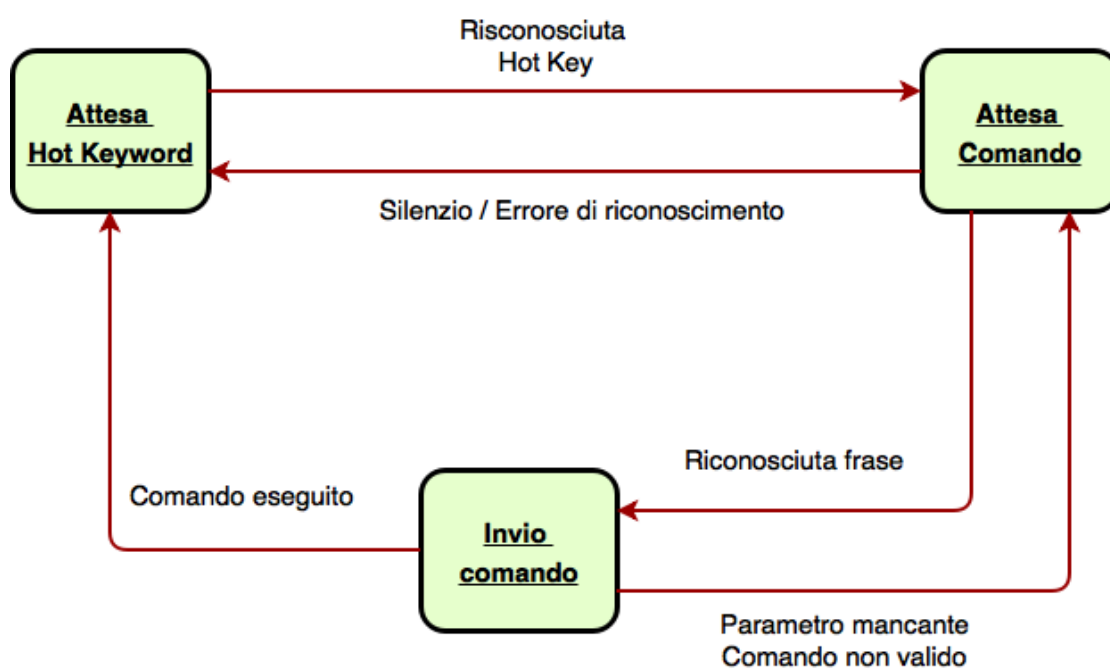 Risconosciuta
Hot Key
Attesa
Hot Keyword
Attesa
Comando
Silenzio / Errore di riconoscimento
Riconosciuta frase
Comando eseguito
Invio
comando
Parametro mancante
Comando non valido